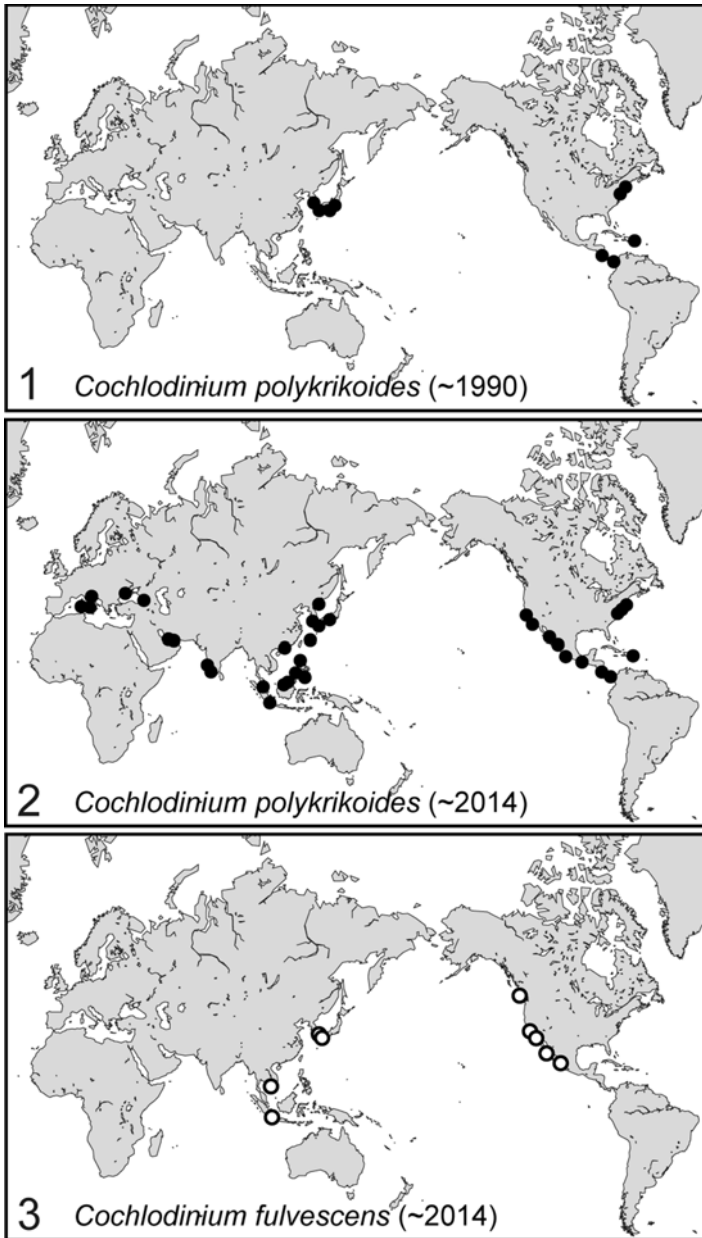 1 Cochlodinium polykrikoides (~1990)
2 Cochlodinium polykrikoides (~2014)
3 Cochlodinium fulvescens (~2014)